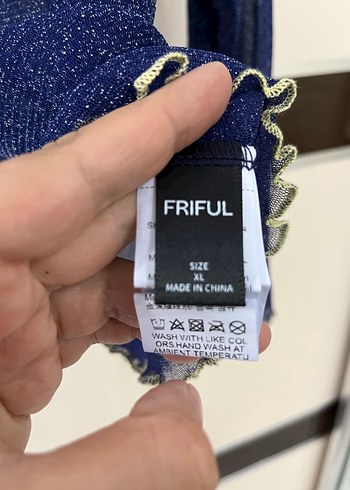 FRIFUL
SIZE
XL
MADE IN CHINA
WASH WITH LIKE COL
ORS.HAND WASH AT
AMBIENT TEMPERATU